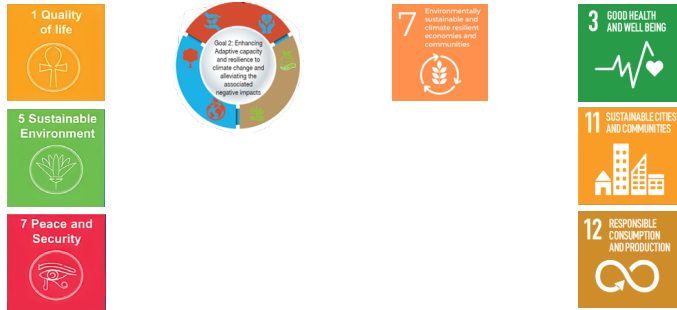 1 Quality
of life
5 Sustainable
Environment
7 Peace and
Security
Goal 2: Enhancing
Adaptive capacity
and resilience to
climate change and
alleviating the
associated
negative impacts
7
Environmentally
sustainable and
climate resilient
economies and
communities
3 GOOD HEALTH
AND WELL BEING
11 SUSTAINABLE CITIES
AND COMMUNITIES
12 RESPONSIBLE
CONSUMPTION
AND PRODUCTION